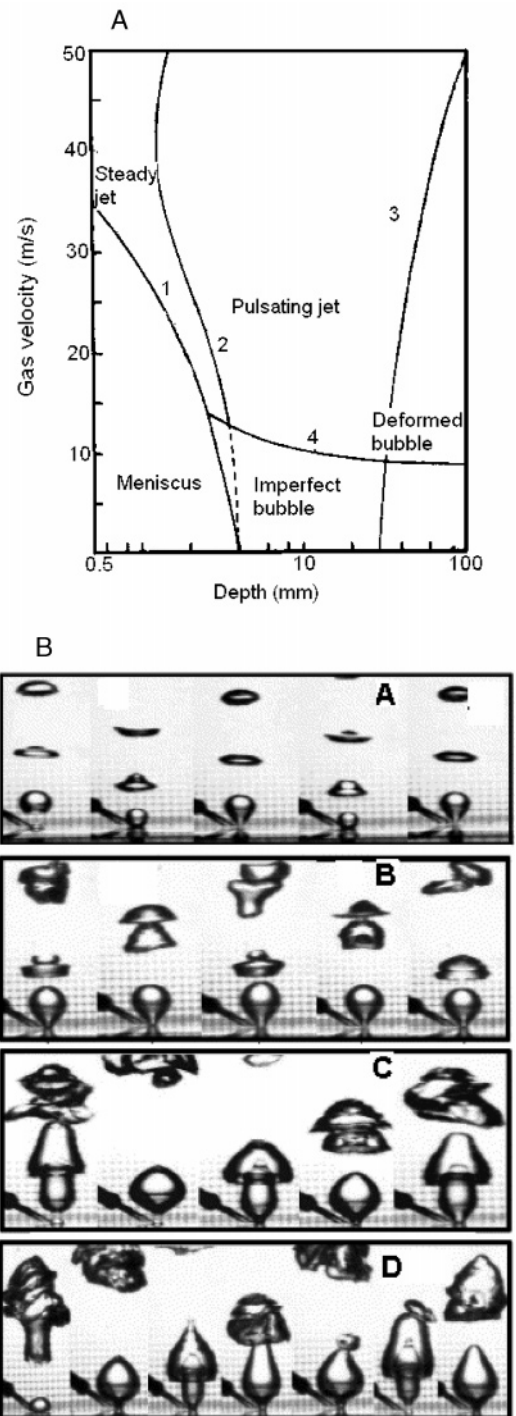 A
50
40
Steady
jet
3
30
1
Pulsating jet
2
20
4
Deformed
bubble
10
Meniscus
Imperfect
bubble
0.5
10
100
Gas velocity (m/s)
Depth (mm)
B
A
B
C
D